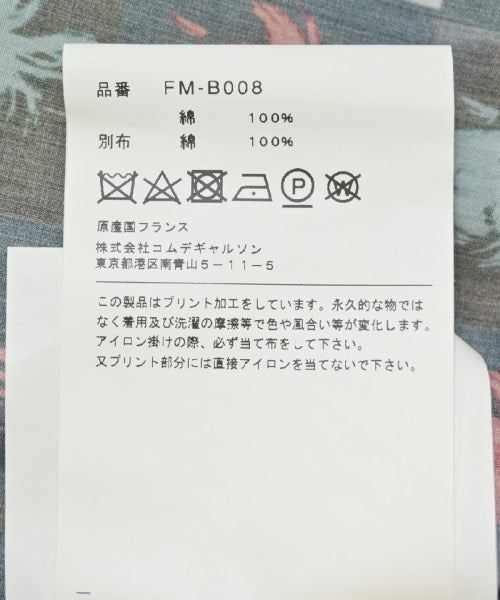 品番 FM-B008
綿 100%
別布 綿 100%
P W
原産国フランス
株式会社コムデギャルソン
東京都港区南青山5-11-5
この製品はプリント加工をしています。永久的な物では
なく着用及び洗濯の摩擦等で色や風合い等が変化します。
アイロン掛けの際、必ず当て布をして下さい。
又プリント部分には直接アイロンを当てないで下さい。